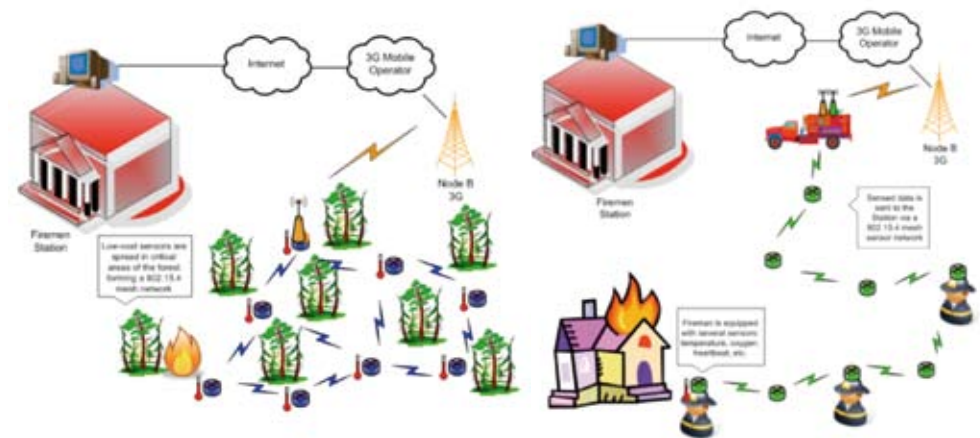 Internet
3G Mobile
Operator
Node B
3G
Firemen
Station
Low-cost sensors are
spread in critical
areas of the forest,
forming a 802.15.4
mesh network
Internet
3G Mobile
Operator
Node B
3G
Firemen
Station
Sensed data is
sent to the
Station via a
802.15.4 mesh
sensor network
Fireman is equipped
with several sensors:
temperature, oxygen,
heartbeat, etc.